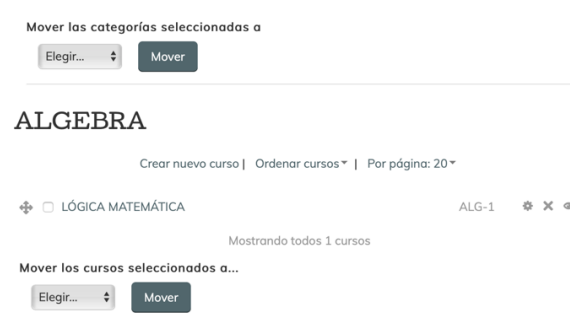 Mover las categorías seleccionadas a
Elegir... Mover
ALGEBRA
Crear nuevo curso | Ordenar cursos | Por página: 20
LÓGICA MATEMÁTICA ALG-1
Mostrando todos 1 cursos
Mover los cursos seleccionados a...
Elegir... Mover